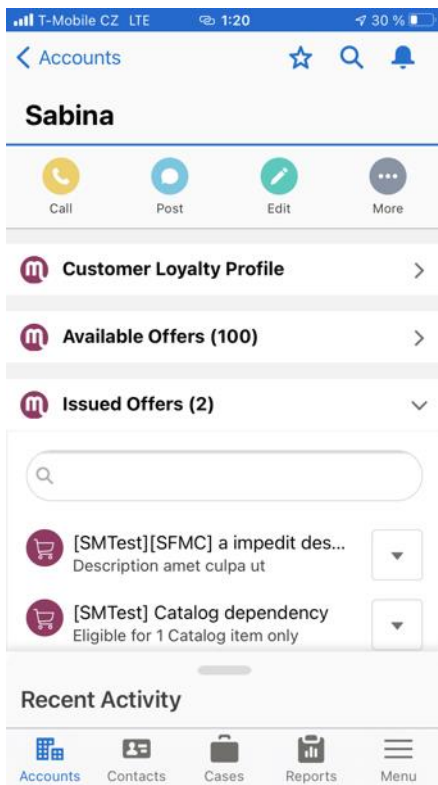 T-Mobile CZ LTE 1:20 30 %
Accounts
Sabina
Call Post Edit More
Customer Loyalty Profile
Available Offers (100)
Issued Offers (2)
[SMTest][SFMC] a impedit des...
Description amet culpa ut
[SMTest] Catalog dependency
Eligible for 1 Catalog item only
Recent Activity
Accounts Contacts Cases Reports Menu